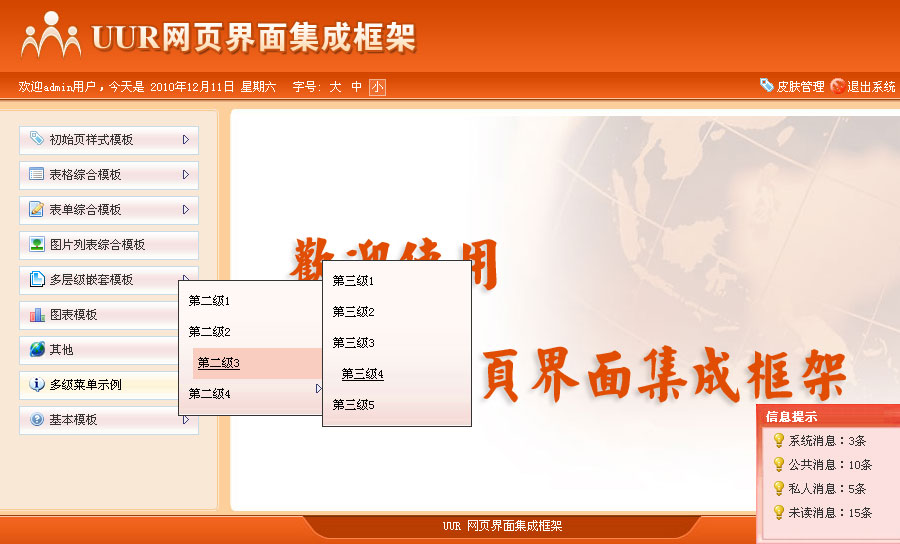 UUR网页界面集成框架
欢迎admin用户，今天是 2010年12月11日 星期六 字号: 大 中 小
皮肤管理 退出系统
初始页样式模板
表格综合模板
表单综合模板
图片列表综合模板
多层级嵌套模板
图表模板
其他
多级菜单示例
基本模板
第二级1
第二级2
第二级3
第二级4
第三级1
第三级2
第三级3
第三级4
第三级5
歡迎使用
頁界面集成框架
信息提示
系统消息：3条
公共消息：10条
私人消息：5条
未读消息：15条
UUR 网页界面集成框架